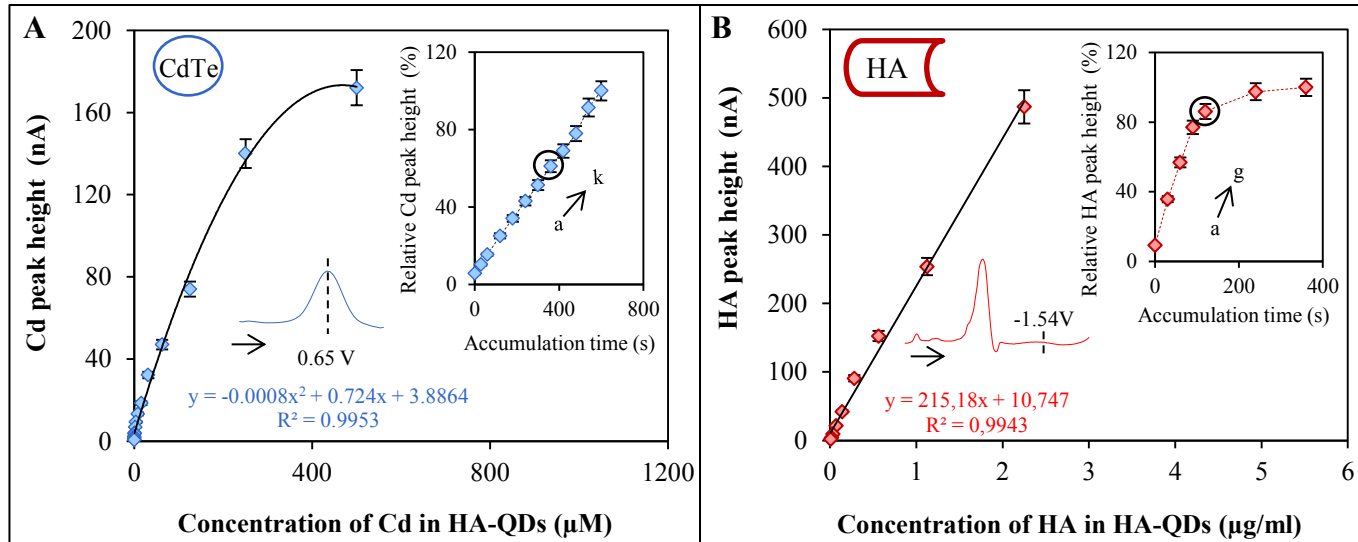 A
CdTe
Cd peak height (nA)
200
160
120
80
40
0
0
400
800
1200
Concentration of Cd in HA-QDs (µM)
0.65 V
y = -0.0008x² + 0.724x + 3.8864
R² = 0.9953
Relative Cd peak height (%)
120
80
40
0
0
400
800
Accumulation time (s)
a
k
B
HA
HA peak height (nA)
600
500
400
300
200
100
0
0
1
2
3
4
5
6
Concentration of HA in HA-QDs (µg/ml)
-1.54V
y = 215,18x + 10,747
R² = 0,9943
Relative HA peak height (%)
120
80
40
0
0
200
400
Accumulation time (s)
a
g